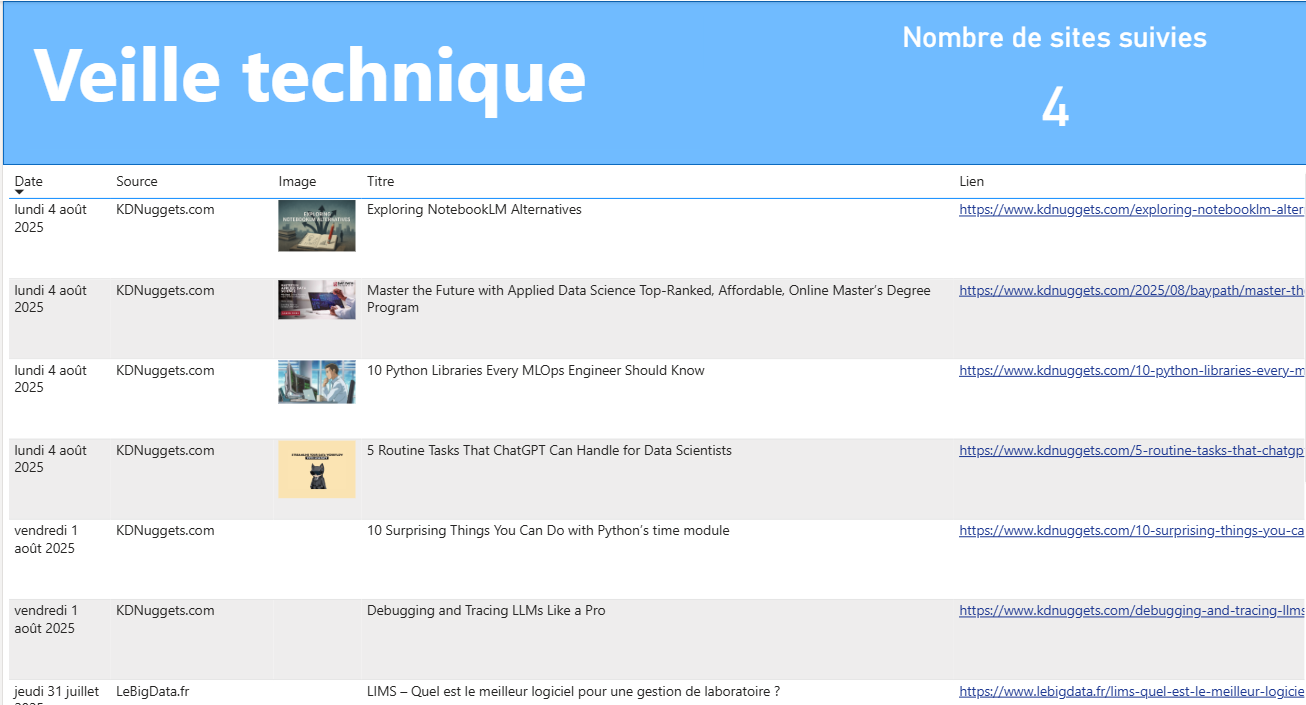 Veille technique
Nombre de sites suivies
4
Date
Source
Image
Titre
Lien
lundi 4 août
2025
KDNuggets.com
EXPLORING
NOTEBOOKLM ALTERNATIVES
Exploring NotebookLM Alternatives
https://www.kdnuggets.com/exploring-notebooklm-alter
lundi 4 août
2025
KDNuggets.com
Master the Future with Applied Data Science Top-Ranked, Affordable, Online Master’s Degree
Program
https://www.kdnuggets.com/2025/08/baypath/master-th
lundi 4 août
2025
KDNuggets.com
10 Python Libraries Every MLOps Engineer Should Know
https://www.kdnuggets.com/10-python-libraries-every-m
lundi 4 août
2025
KDNuggets.com
5 Routine Tasks That ChatGPT Can Handle for Data Scientists
https://www.kdnuggets.com/5-routine-tasks-that-chatgp
vendredi 1
août 2025
KDNuggets.com
10 Surprising Things You Can Do with Python’s time module
https://www.kdnuggets.com/10-surprising-things-you-ca
vendredi 1
août 2025
KDNuggets.com
Debugging and Tracing LLMs Like a Pro
https://www.kdnuggets.com/debugging-and-tracing-llms
jeudi 31 juillet
2025
LeBigData.fr
LIMS – Quel est le meilleur logiciel pour une gestion de laboratoire ?
https://www.lebigdata.fr/lims-quel-est-le-meilleur-logicie